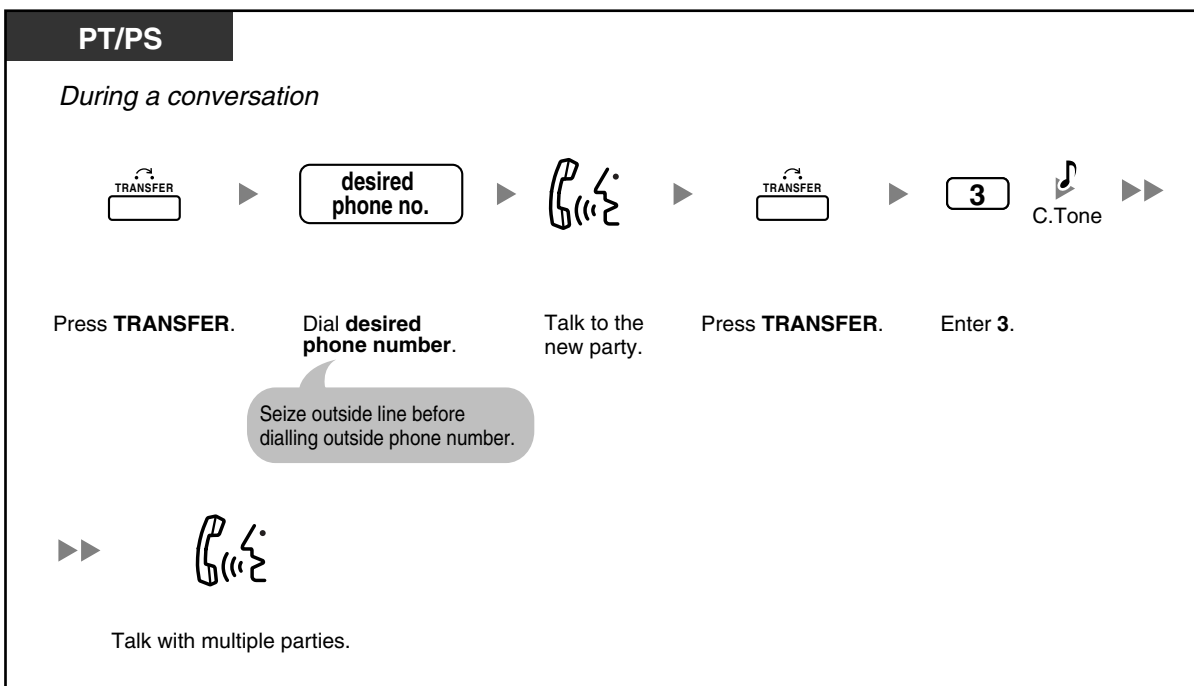 PT/PS
During a conversation
TRANSFER
desired
phone no.
TRANSFER
3
C.Tone
Press TRANSFER.
Dial desired
phone number.
Talk to the
new party.
Press TRANSFER.
Enter 3.
Seize outside line before
dialling outside phone number.
Talk with multiple parties.